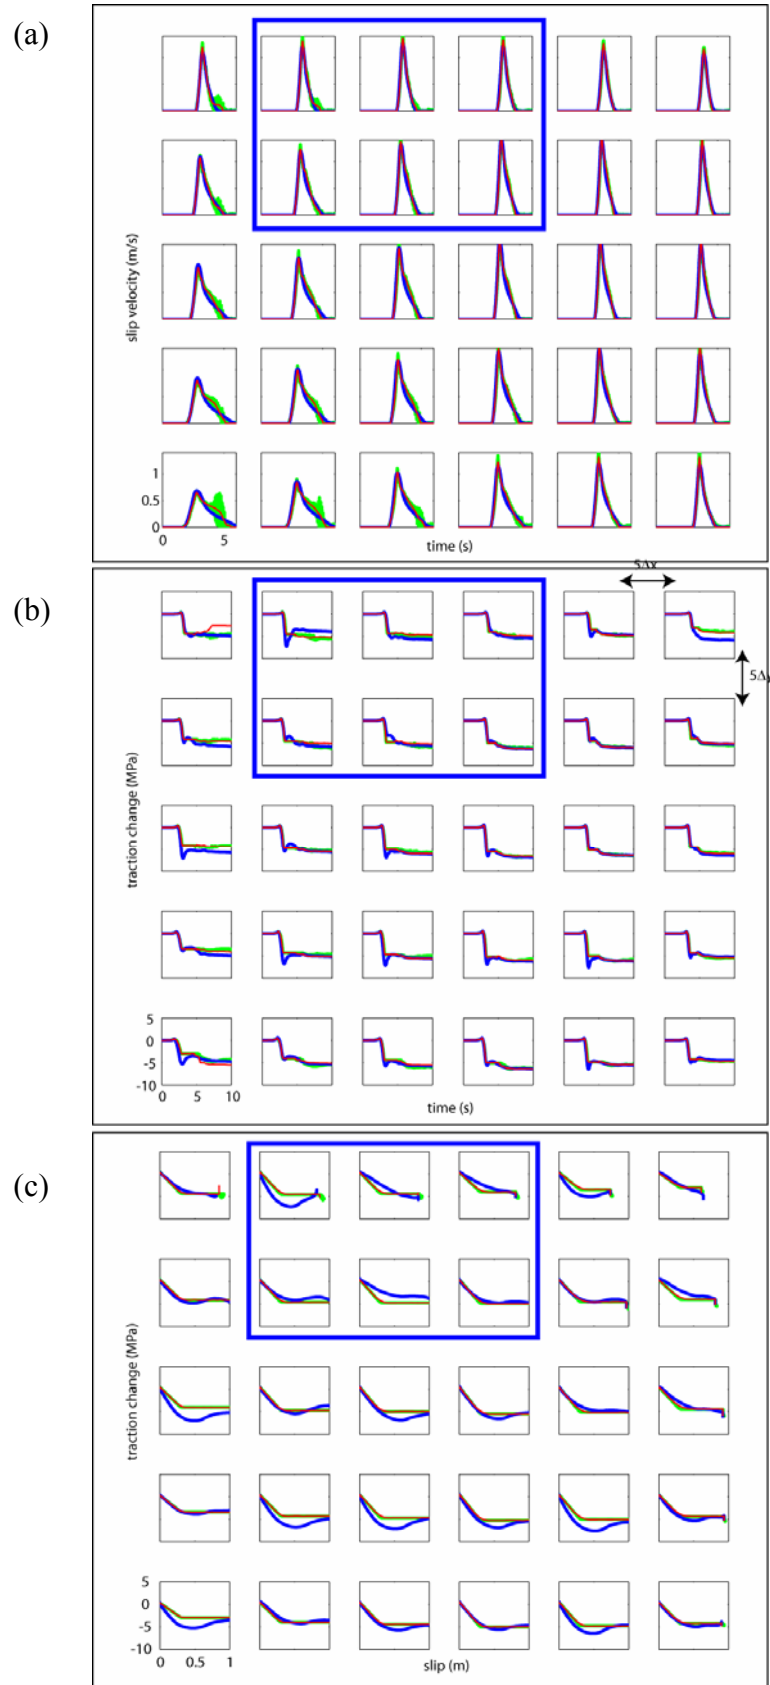 (a)
slip velocity (m/s)
1
0.5
0
0 5
time (s)
(b)
5Δx
5Δ
traction change (MPa)
5
0
-5
-10
0 5 10
time (s)
(c)
traction change (MPa)
5
0
-5
-10
0 0.5 1
slip (m)